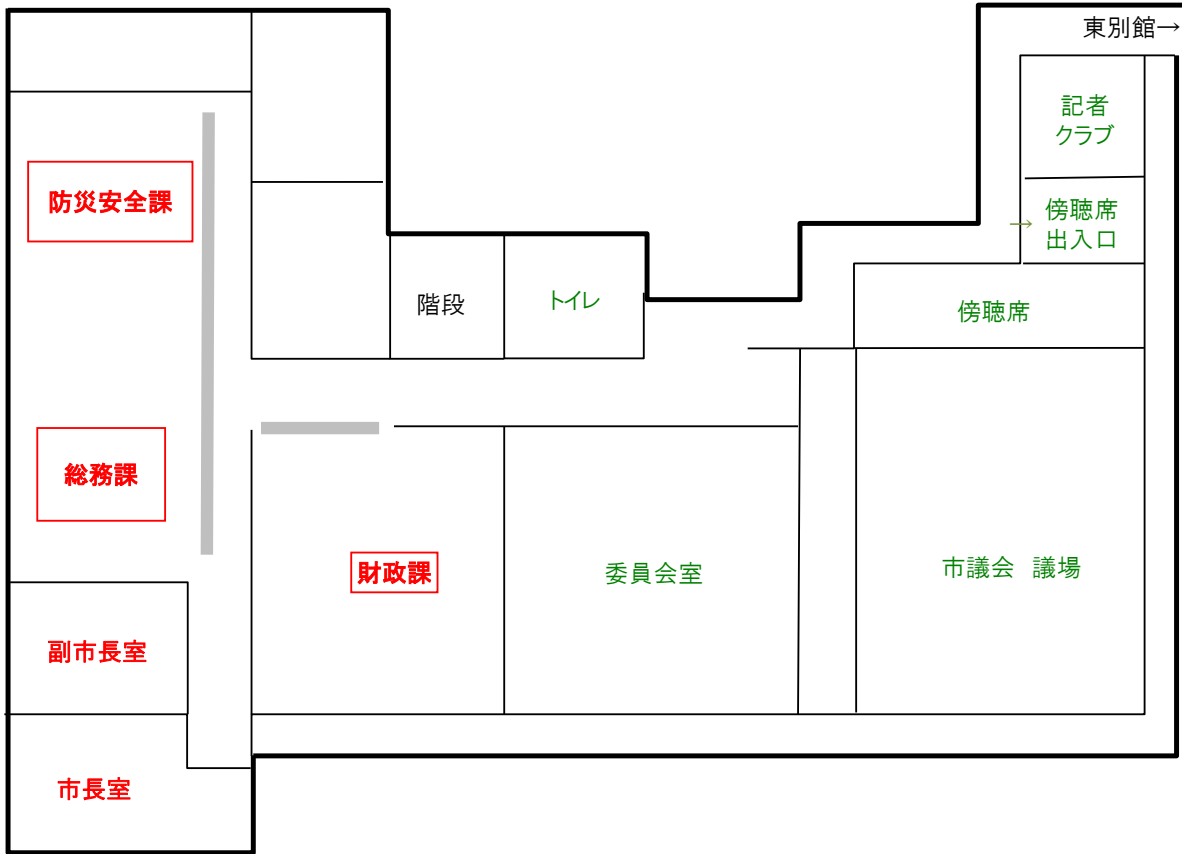 東別館→
記者
クラブ
防災安全課
→
傍聴席
出入口
階段
トイレ
傍聴席
総務課
財政課
委員会室
市議会 議場
副市長室
市長室